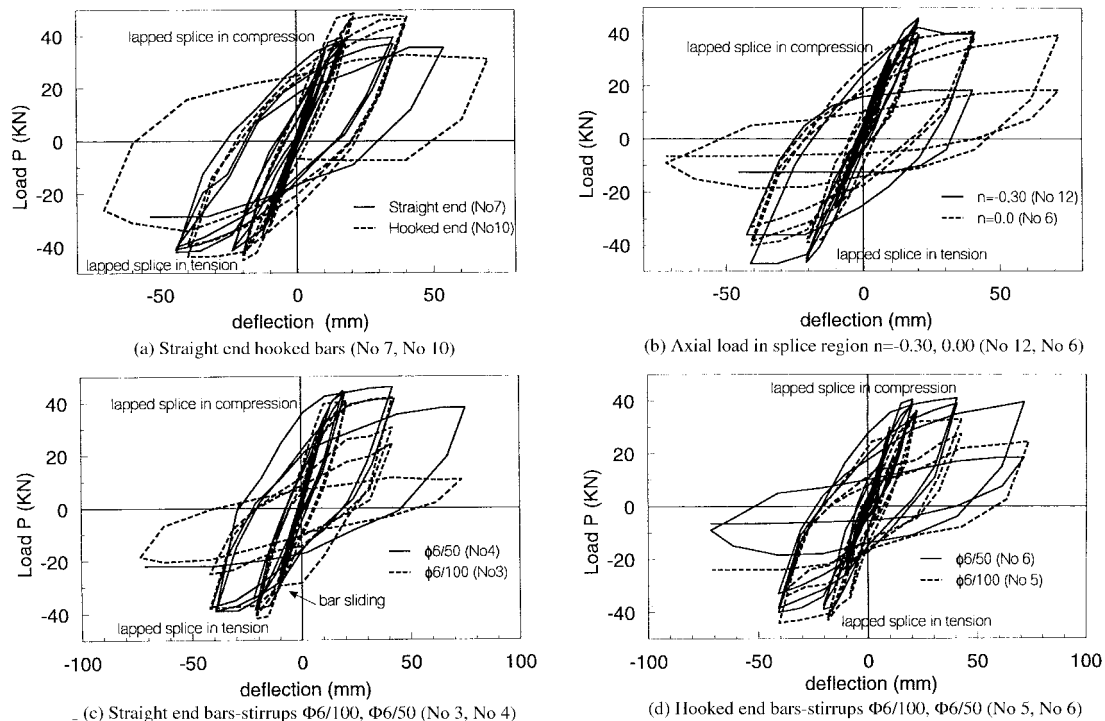 40
20
0
-20
-40
Load P (KN)
lapped splice in compression
Straight end (No7)
Hooked end (No10)
lapped splice in tension
-50 0 50
deflection (mm)
(a) Straight end hooked bars (No 7, No 10)
40
20
0
-20
-40
Load P (KN)
lapped splice in compression
n=-0.30 (No 12)
n=0.0 (No 6)
lapped splice in tension
-50 0 50
deflection (mm)
(b) Axial load in splice region n=-0.30, 0.00 (No 12, No 6)
40
20
0
-20
-40
Load P (KN)
lapped splice in compression
ϕ6/50 (No4)
ϕ6/100 (No3)
bar sliding
lapped splice in tension
-100 -50 0 50 100
deflection (mm)
(c) Straight end bars-stirrups Φ6/100, Φ6/50 (No 3, No 4)
40
20
0
-20
-40
Load P (KN)
lapped splice in compression
ϕ6/50 (No 6)
ϕ6/100 (No 5)
lapped splice in tension
-100 -50 0 50 100
deflection (mm)
(d) Hooked end bars-stirrups Φ6/100, Φ6/50 (No 5, No 6)